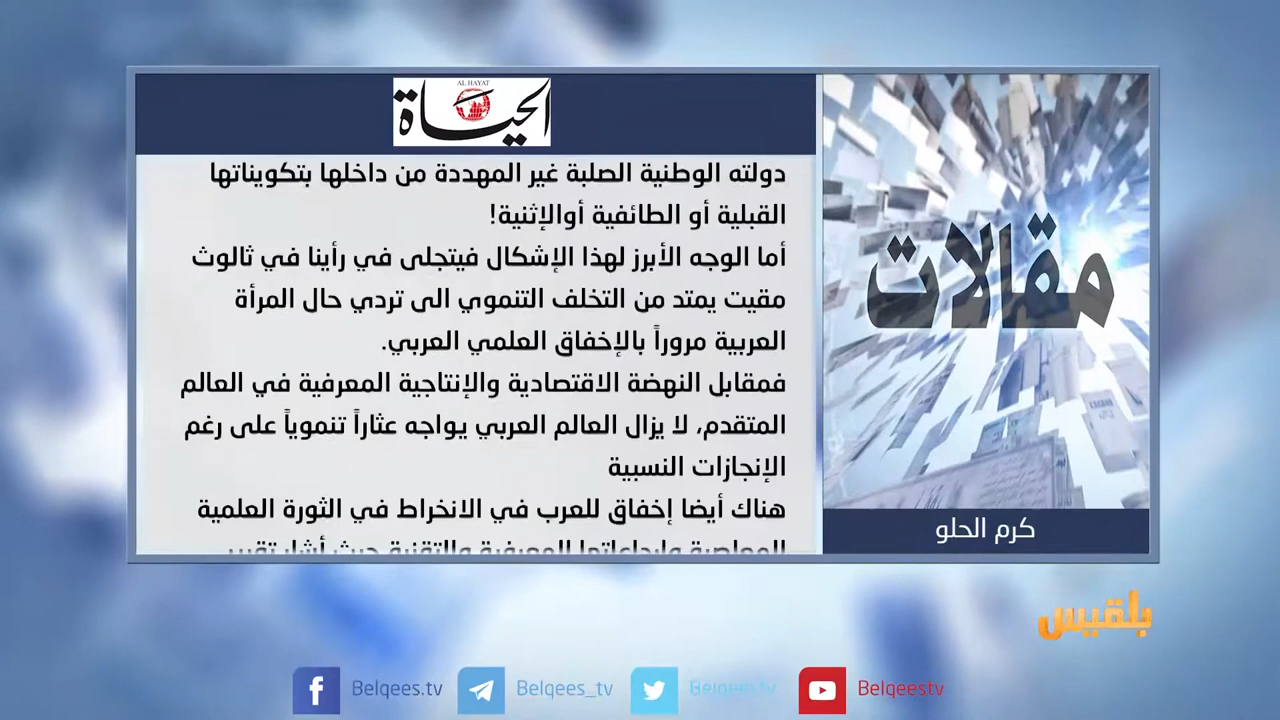 AL HAYAT
الحياة
دولته الوطنية الصلبة غير المهددة من داخلها بتكويناتها
القبلية أو الطائفية أوالإثنية!
أما الوجه الأبرز لهذا الإشكال فيتجلى في رأينا في ثالوث
مقيت يمتد من التخلف التنموي الى تردي حال المرأة
العربية مروراً بالإخفاق العلمي العربي.
فمقابل النهضة الاقتصادية والإنتاجية المعرفية في العالم
المتقدم، لا يزال العالم العربي يواجه عثاراً تنموياً على رغم
الإنجازات النسبية
هناك أيضا إخفاق للعرب في الانخراط في الثورة العلمية
مقالات
كرم الحلو
بلقيس
Belqees.tv
Belqees_tv
Belqeestv
Belqeestv